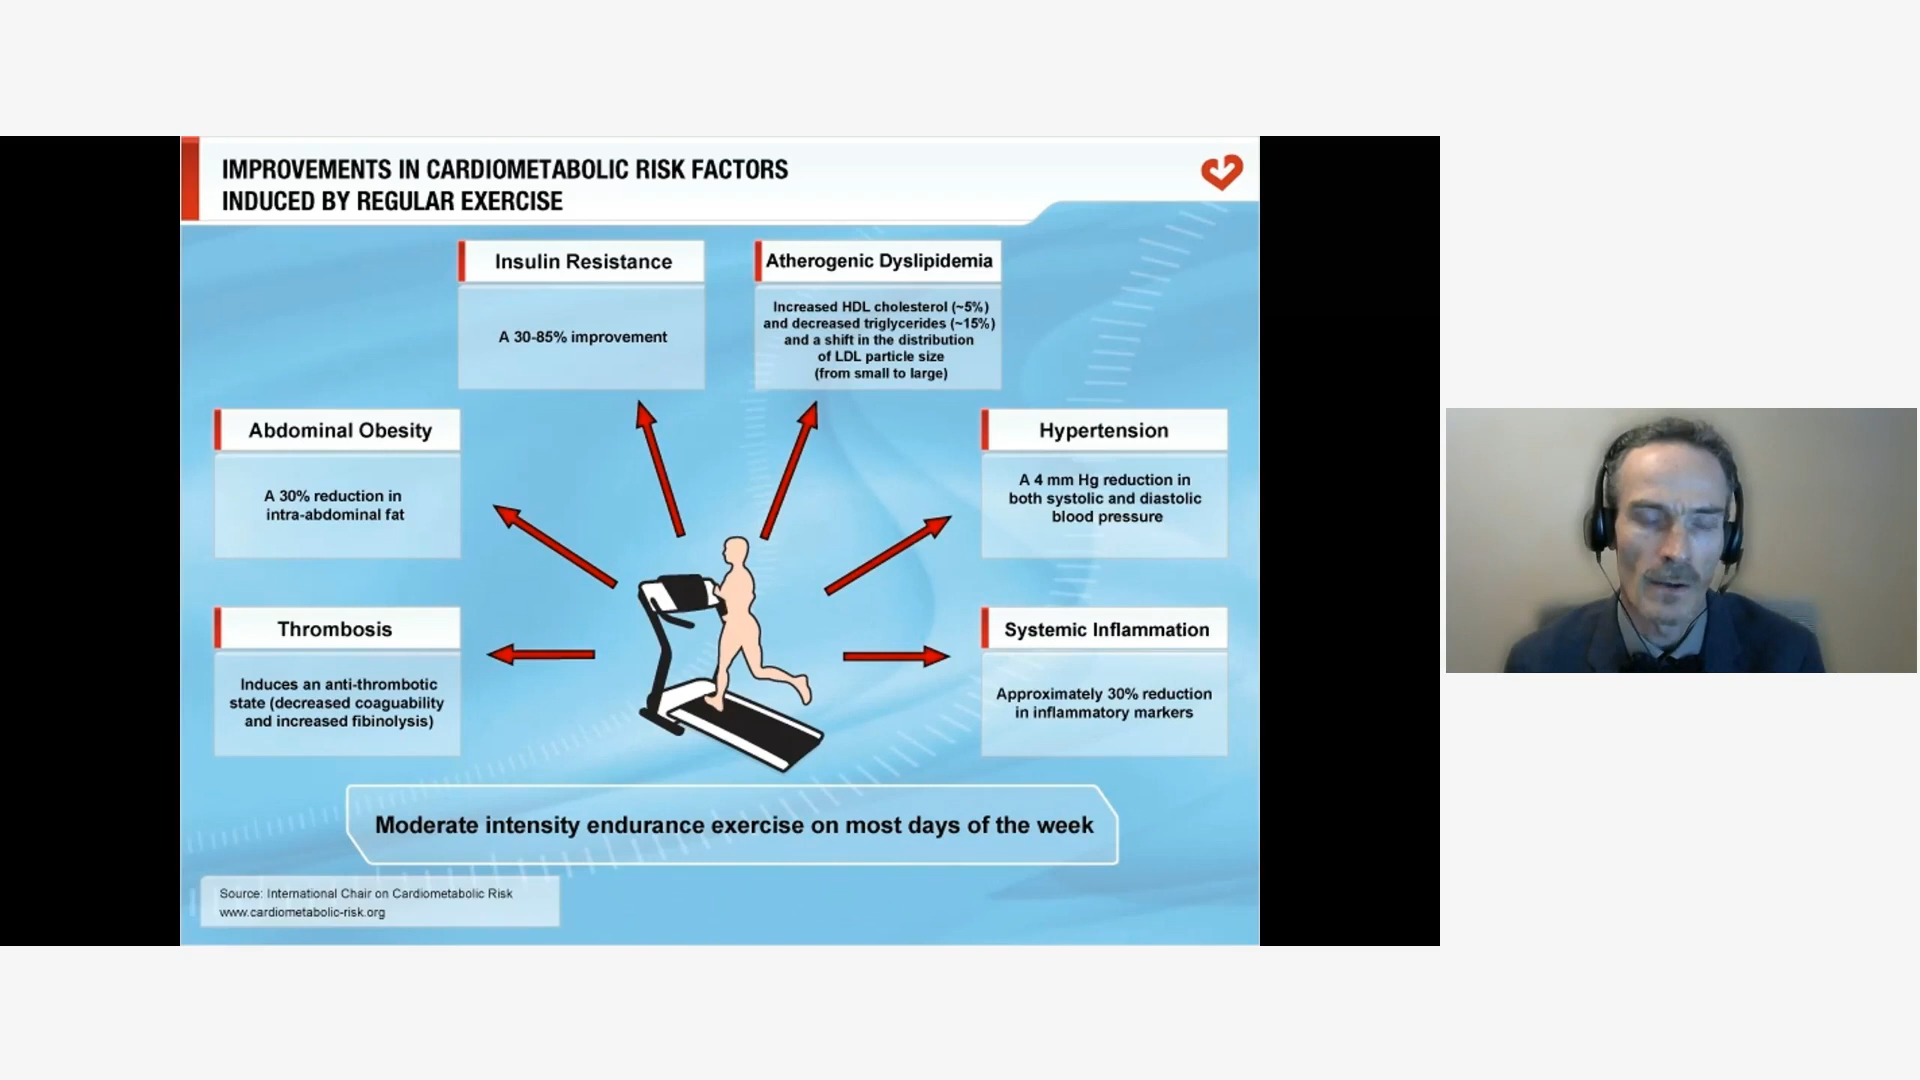 IMPROVEMENTS IN CARDIOMETABOLIC RISK FACTORS
INDUCED BY REGULAR EXERCISE
Insulin Resistance
A 30-85% improvement
Atherogenic Dyslipidemia
Increased HDL cholesterol (~5%)
and decreased triglycerides (~15%)
and a shift in the distribution
of LDL particle size
(from small to large)
Abdominal Obesity
A 30% reduction in
intra-abdominal fat
Hypertension
A 4 mm Hg reduction in
both systolic and diastolic
blood pressure
Thrombosis
Induces an anti-thrombotic
state (decreased coaguability
and increased fibinolysis)
Systemic Inflammation
Approximately 30% reduction
in inflammatory markers
Moderate intensity endurance exercise on most days of the week
Source: International Chair on Cardiometabolic Risk
www.cardiometabolic-risk.org